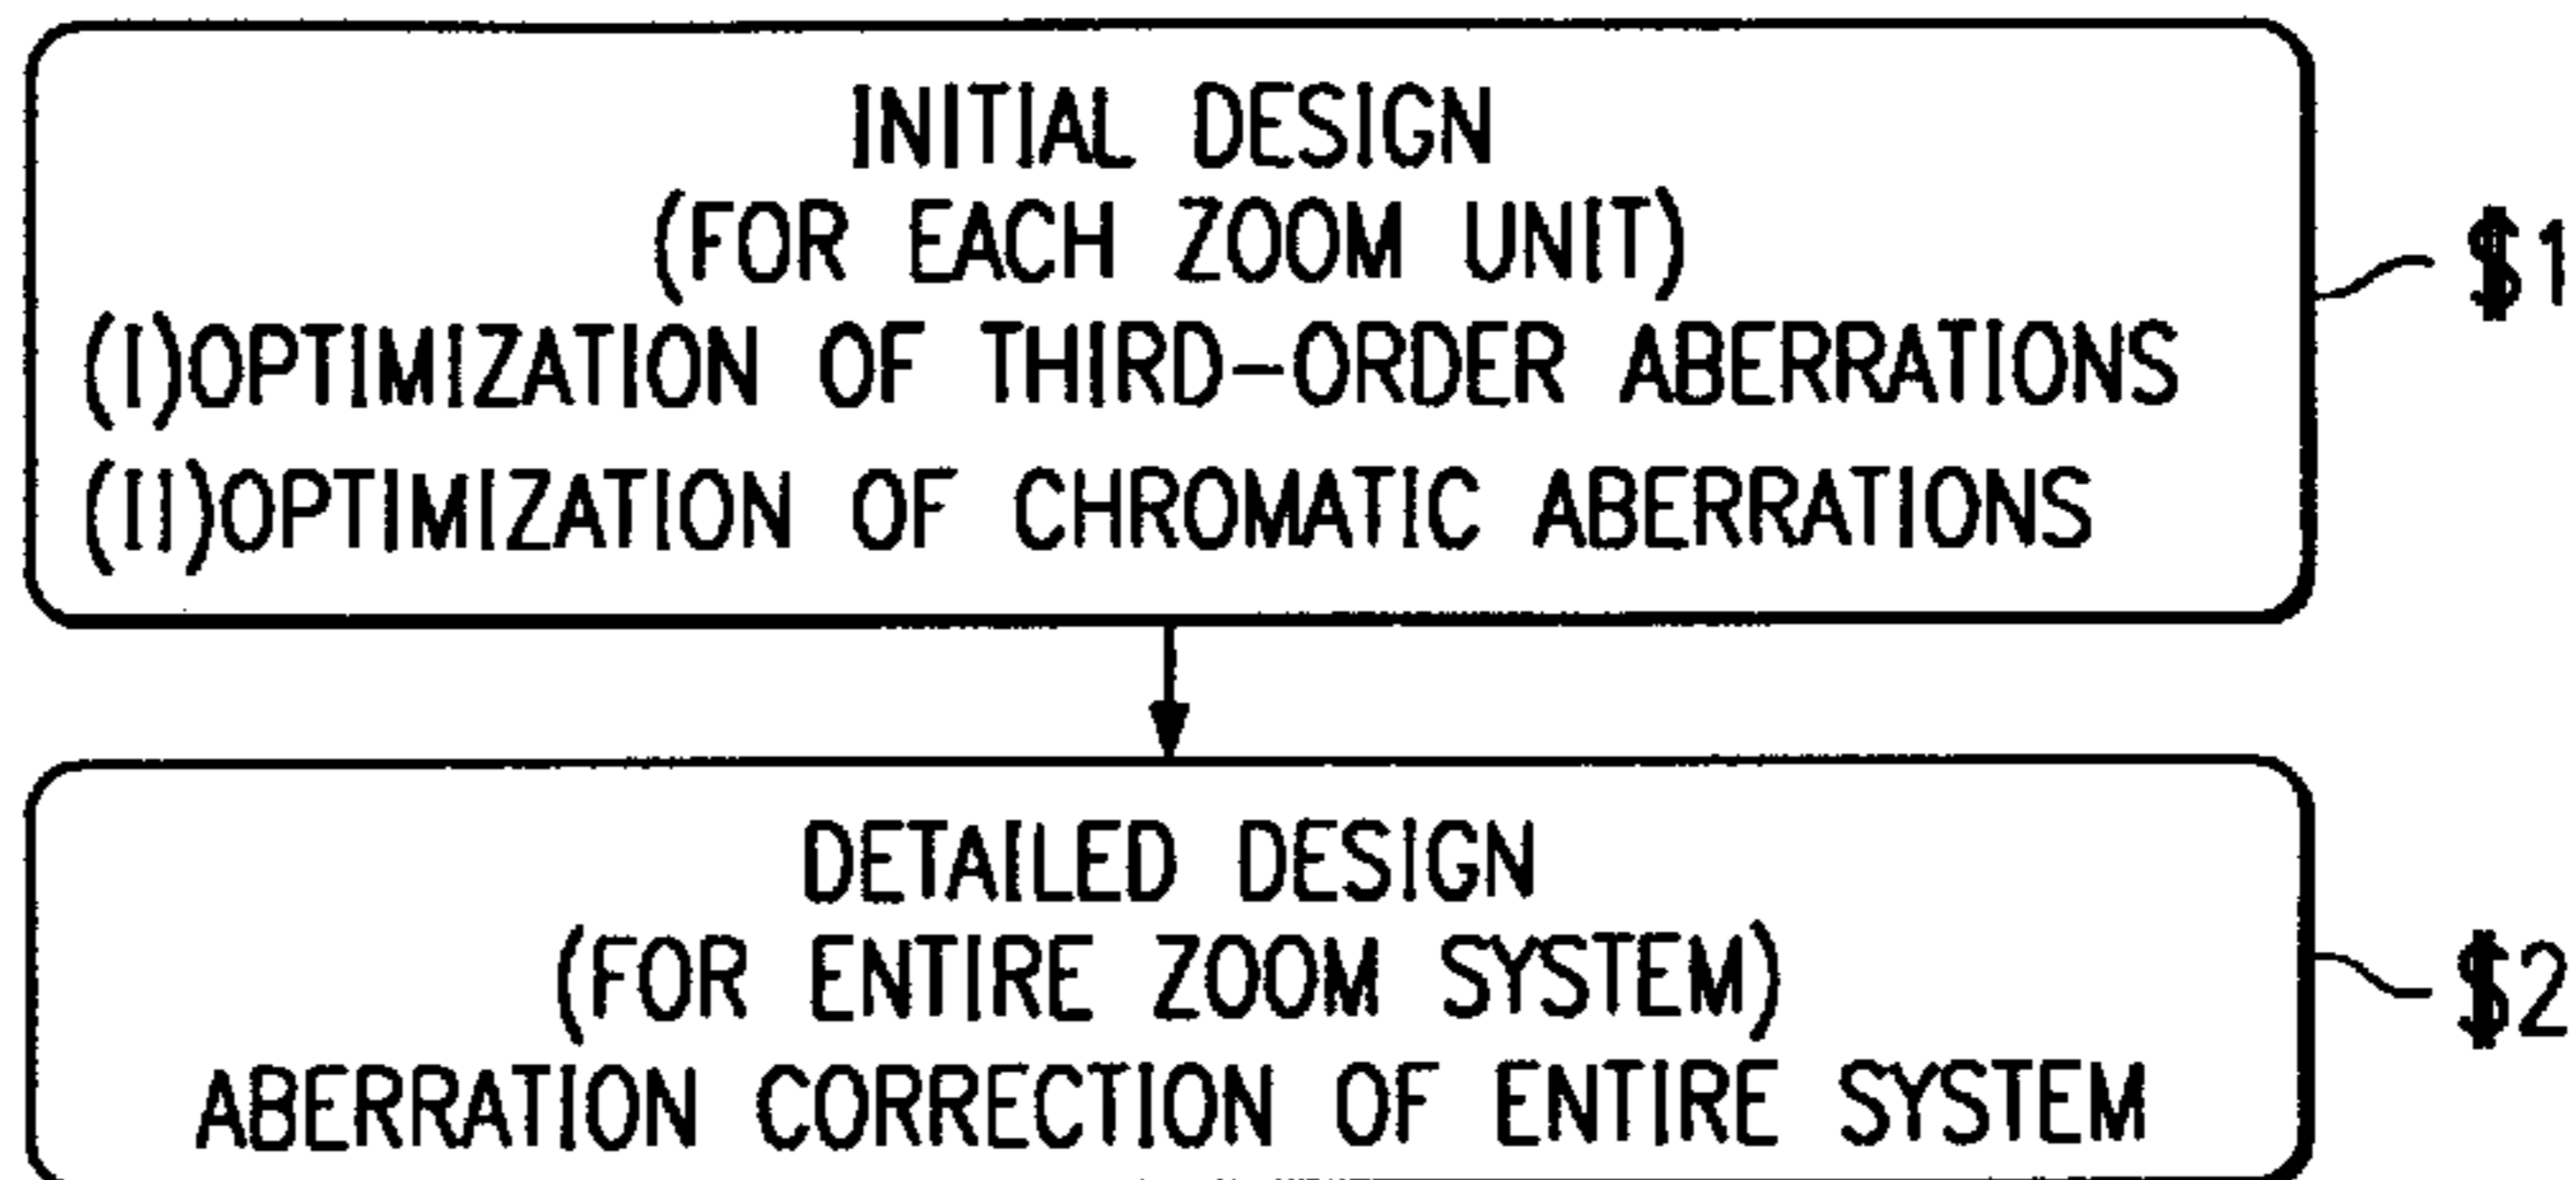 INITIAL DESIGN
(FOR EACH ZOOM UNIT)
$1
(I)OPTIMIZATION OF THIRD-ORDER ABERRATIONS
(II)OPTIMIZATION OF CHROMATIC ABERRATIONS
DETAILED DESIGN
(FOR ENTIRE ZOOM SYSTEM)
$2
ABERRATION CORRECTION OF ENTIRE SYSTEM